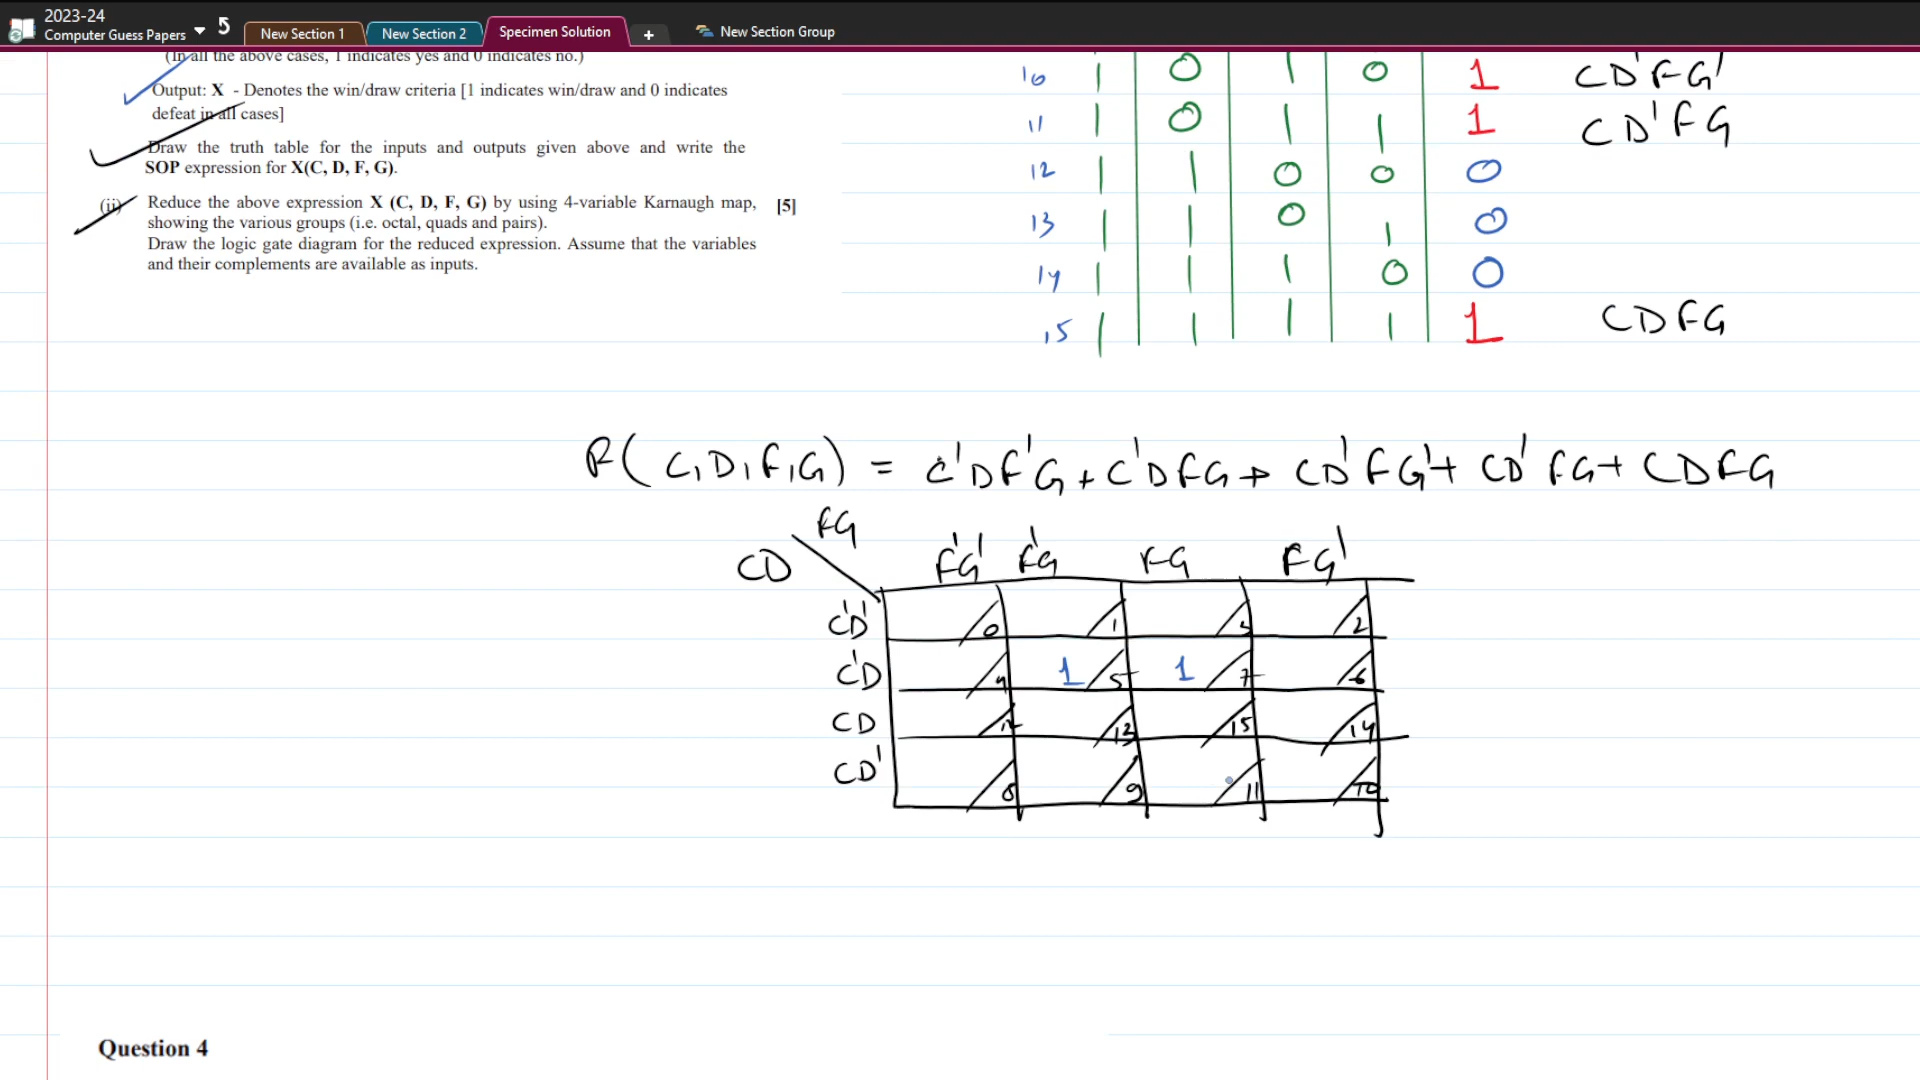 2023-24
Computer Guess Papers
New Section 1
New Section 2
Specimen Solution
+
New Section Group
(In all the above cases, 1 indicates yes and 0 indicates no.)
Output: X - Denotes the win/draw criteria [1 indicates win/draw and 0 indicates
defeat in all cases]
Draw the truth table for the inputs and outputs given above and write the
SOP expression for X(C, D, F, G).
(ii) Reduce the above expression X (C, D, F, G) by using 4-variable Karnaugh map, [5]
showing the various groups (i.e. octal, quads and pairs).
Draw the logic gate diagram for the reduced expression. Assume that the variables
and their complements are available as inputs.
10 1 0 1 0 1 CD'FG'
11 1 0 1 1 1 CD'FG
12 1 1 0 0 0
13 1 1 0 1 0
14 1 1 1 0 0
15 1 1 1 1 1 CDFG
F(C,D,F,G) = C'DF'G + C'DFG + CD'FG' + CD'FG + CDFG
FG
CD F'G' F'G FG FG'
C'D' 0 1 3 2
C'D 4 1 5 1 7 6
CD 12 13 15 14
CD' 8 9 11 10
Question 4